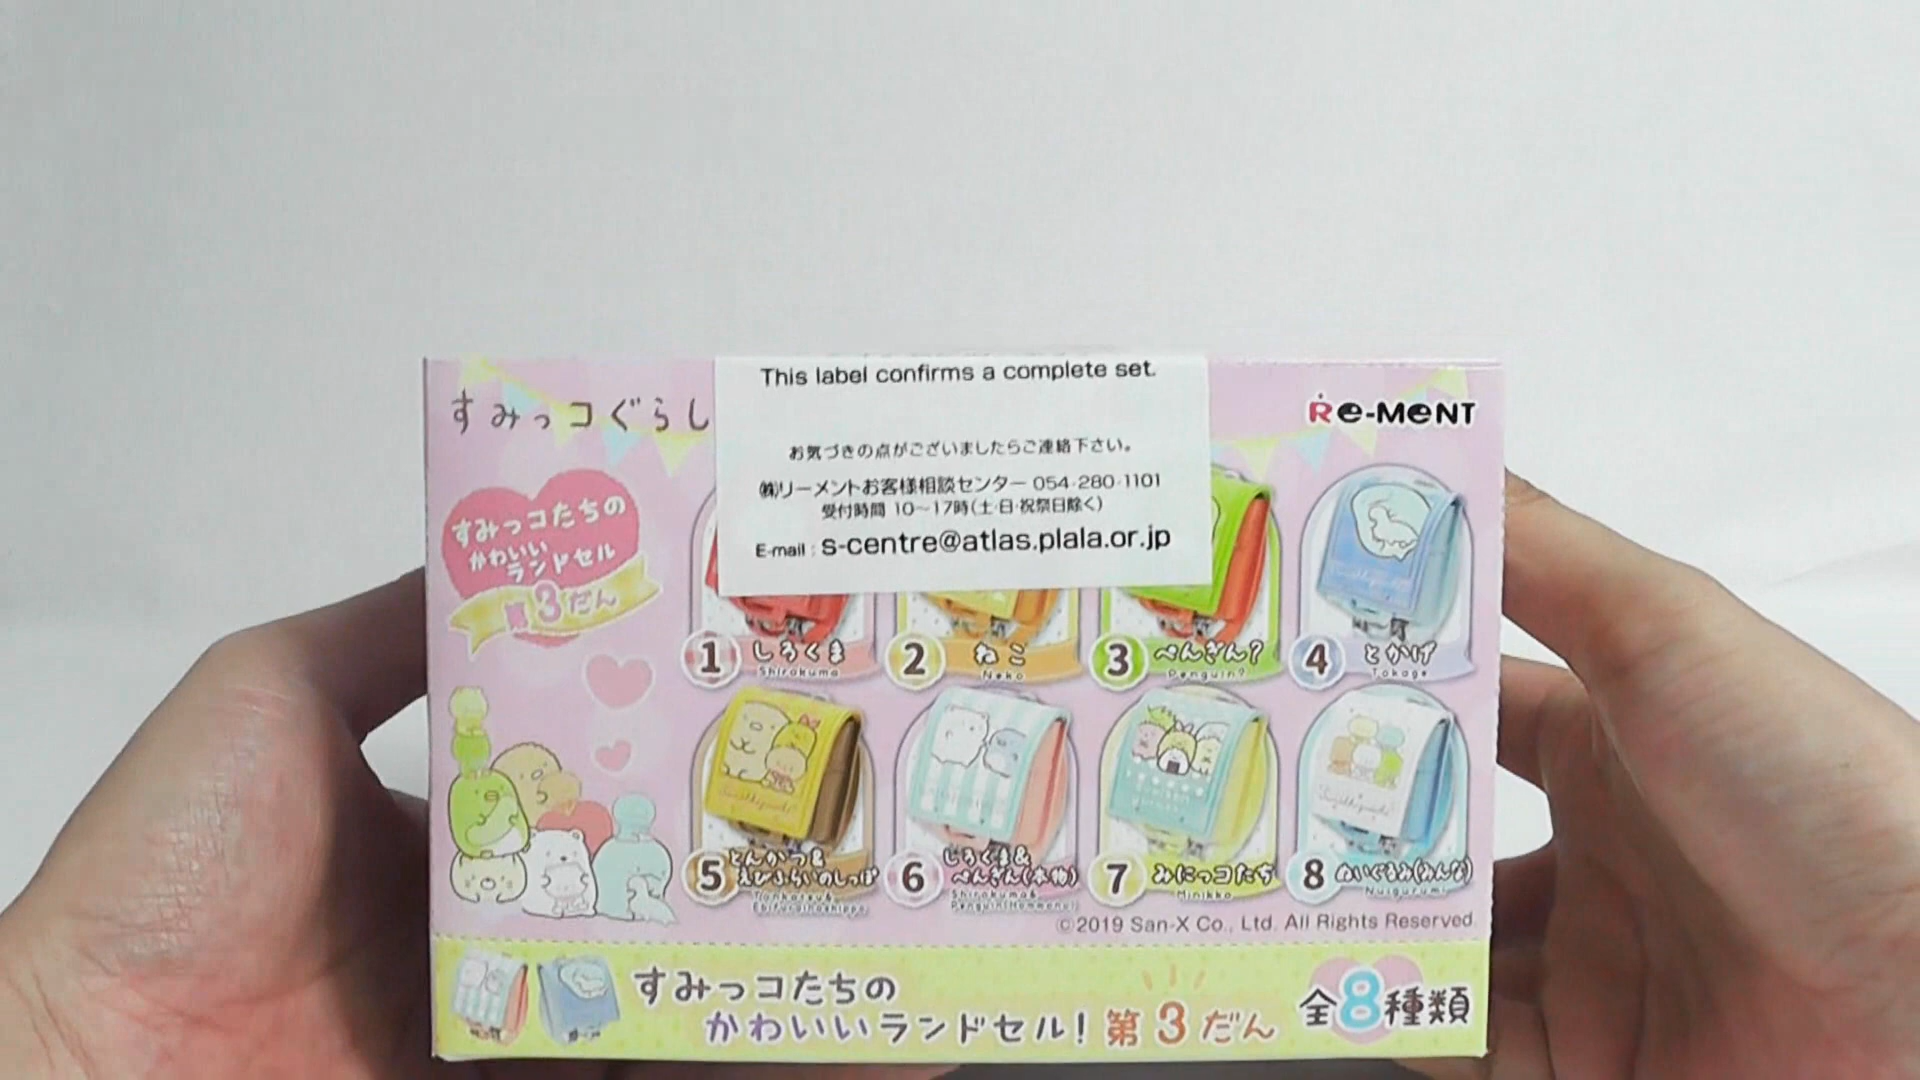 This label confirms a complete set.
すみっコぐらし
Re-MeNT
お気づきの点がございましたらご連絡下さい。
㈱リーメントお客様相談センター 054-280-1101
受付時間 10～17時(土・日・祝祭日除く)
E-mail : s-centre@atlas.plala.or.jp
すみっコたちの
かわいい
ランドセル
第3だん
1 しろくま
Shirokuma
2 ねこ
Neko
3 ぺんぎん?
Penguin?
4 とかげ
Tokage
5 とんかつ&
えびふらいのしっぽ
Tonkatsu&
Ebifurainoshippo
6 しろくま&
ぺんぎん(本物)
Shirokuma&
Penguin(Hommono)
7 みにっコたち
Minikko
8 ぬいぐるみ(みんな)
Nuigurumi
©2019 San-X Co., Ltd. All Rights Reserved.
すみっコたちの
かわいいランドセル! 第3だん
全8種類